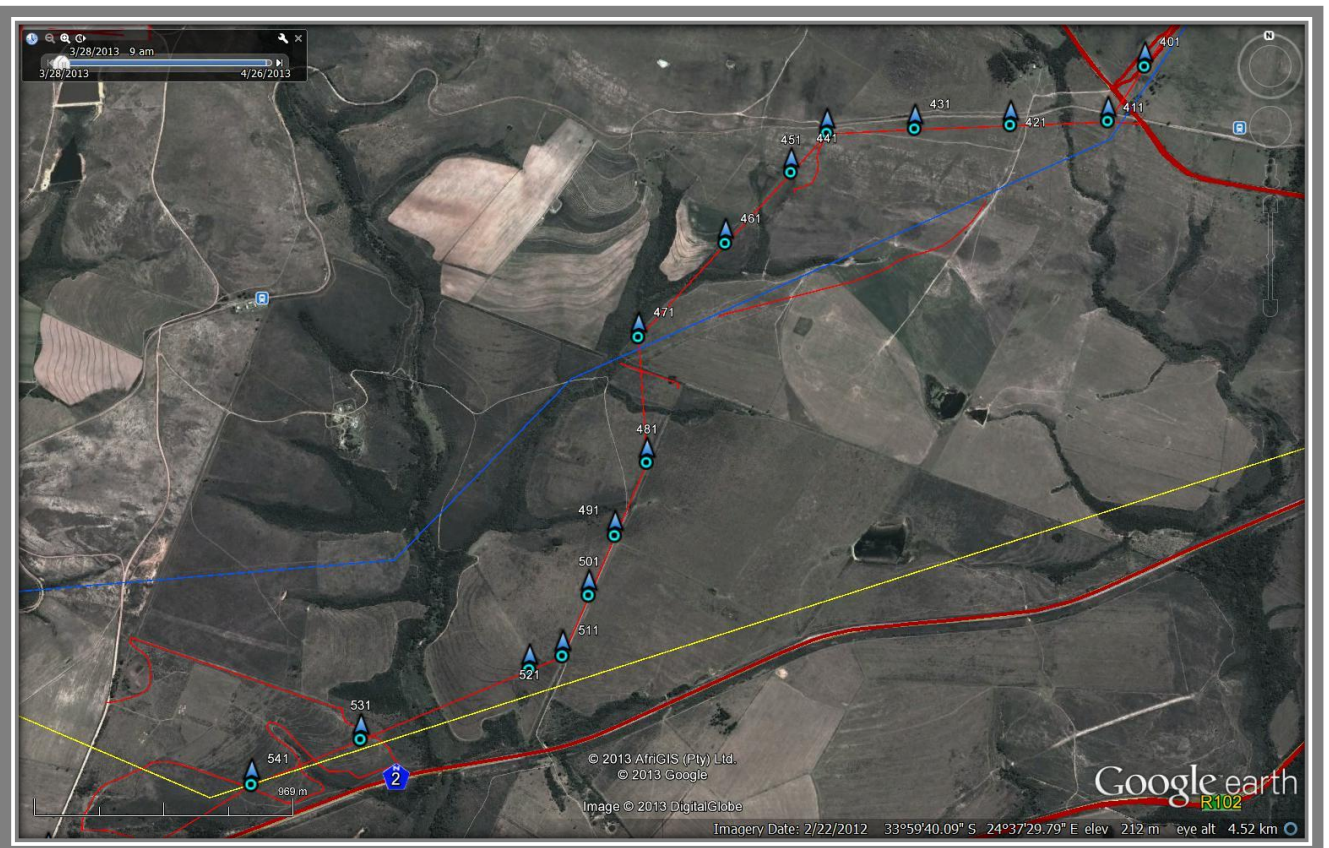 3/28/2013 9 am
3/28/2013 4/26/2013
N
401
411
421
431
441
451
461
471
481
491
501
511
521
531
541
N
2
969 m
© 2013 AfriGIS (Pty) Ltd.
© 2013 Google
Image © 2013 DigitalGlobe
Google earth
R102
Imagery Date: 2/22/2012 33°59'40.09" S 24°37'29.79" E elev 212 m eye alt 4.52 km